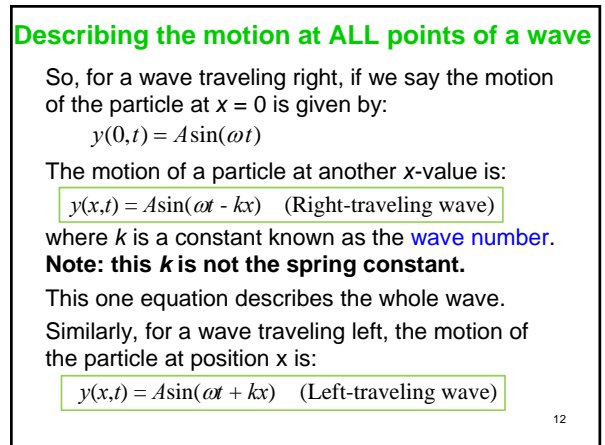 Describing the motion at ALL points of a wave
So, for a wave traveling right, if we say the motion
of the particle at x = 0 is given by:
y(0,t) = A sin(ωt)
The motion of a particle at another x-value is:
y(x,t) = Asin(ωt - kx) (Right-traveling wave)
where k is a constant known as the wave number.
Note: this k is not the spring constant.
This one equation describes the whole wave.
Similarly, for a wave traveling left, the motion of
the particle at position x is:
y(x,t) = Asin(ωt + kx) (Left-traveling wave)
12